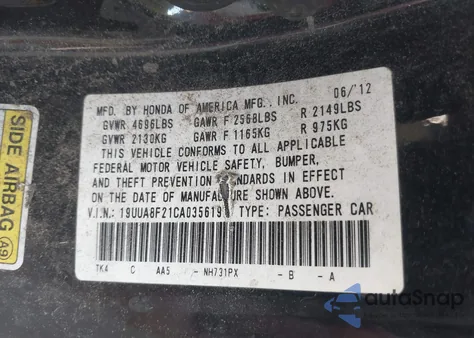 MFD. BY HONDA OF AMERICA MFG., INC. 06/'12
GVWR 4696LBS GAWR F 2568LBS R 2149LBS
GVWR 2130KG GAWR F 1165KG R 975KG
THIS VEHICLE CONFORMS TO ALL APPLICABLE
FEDERAL MOTOR VEHICLE SAFETY, BUMPER,
AND THEFT PREVENTION STANDARDS IN EFFECT
ON THE DATE OF MANUFACTURE SHOWN ABOVE.
V.I.N.: TYPE: PASSENGER CAR
TK4 C AA5 - NH731PX - B - A
SIDE AIRBAG A9
autoSnap